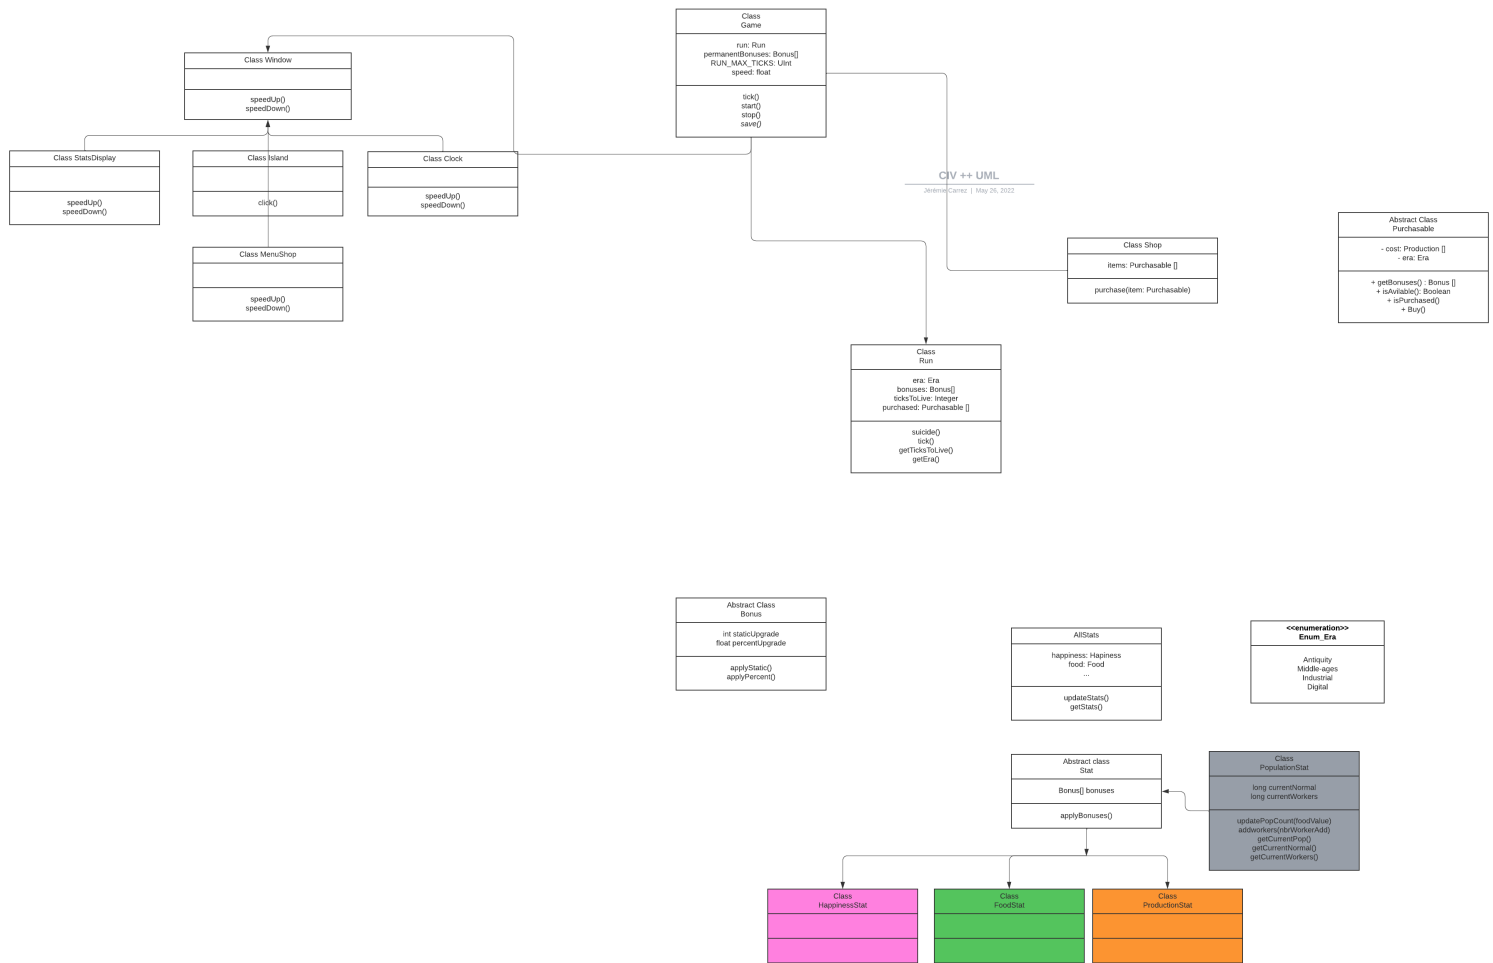 Class
Game
run: Run
permanentBonuses: Bonus[]
RUN_MAX_TICKS: UInt
speed: float
tick()
start()
stop()
save()
Class Window
speedUp()
speedDown()
Class StatsDisplay
speedUp()
speedDown()
Class Island
click()
Class Clock
speedUp()
speedDown()
Class MenuShop
speedUp()
speedDown()
CIV ++ UML
Jérémie Carrez | May 26, 2022
Class Shop
items: Purchasable []
purchase(item: Purchasable)
Abstract Class
Purchasable
- cost: Production []
- era: Era
+ getBonuses() : Bonus []
+ isAvilable(): Boolean
+ isPurchased()
+ Buy()
Class
Run
era: Era
bonuses: Bonus[]
ticksToLive: Integer
purchased: Purchasable []
suicide()
tick()
getTicksToLive()
getEra()
Abstract Class
Bonus
int staticUpgrade
float percentUpgrade
applyStatic()
applyPercent()
AllStats
happiness: Hapiness
food: Food
...
updateStats()
getStats()
<<enumeration>>
Enum_Era
Antiquity
Middle-ages
Industrial
Digital
Abstract class
Stat
Bonus[] bonuses
applyBonuses()
Class
PopulationStat
long currentNormal
long currentWorkers
updatePopCount(foodValue)
addworkers(nbrWorkerAdd)
getCurrentPop()
getCurrentNormal()
getCurrentWorkers()
Class
HappinessStat
Class
FoodStat
Class
ProductionStat